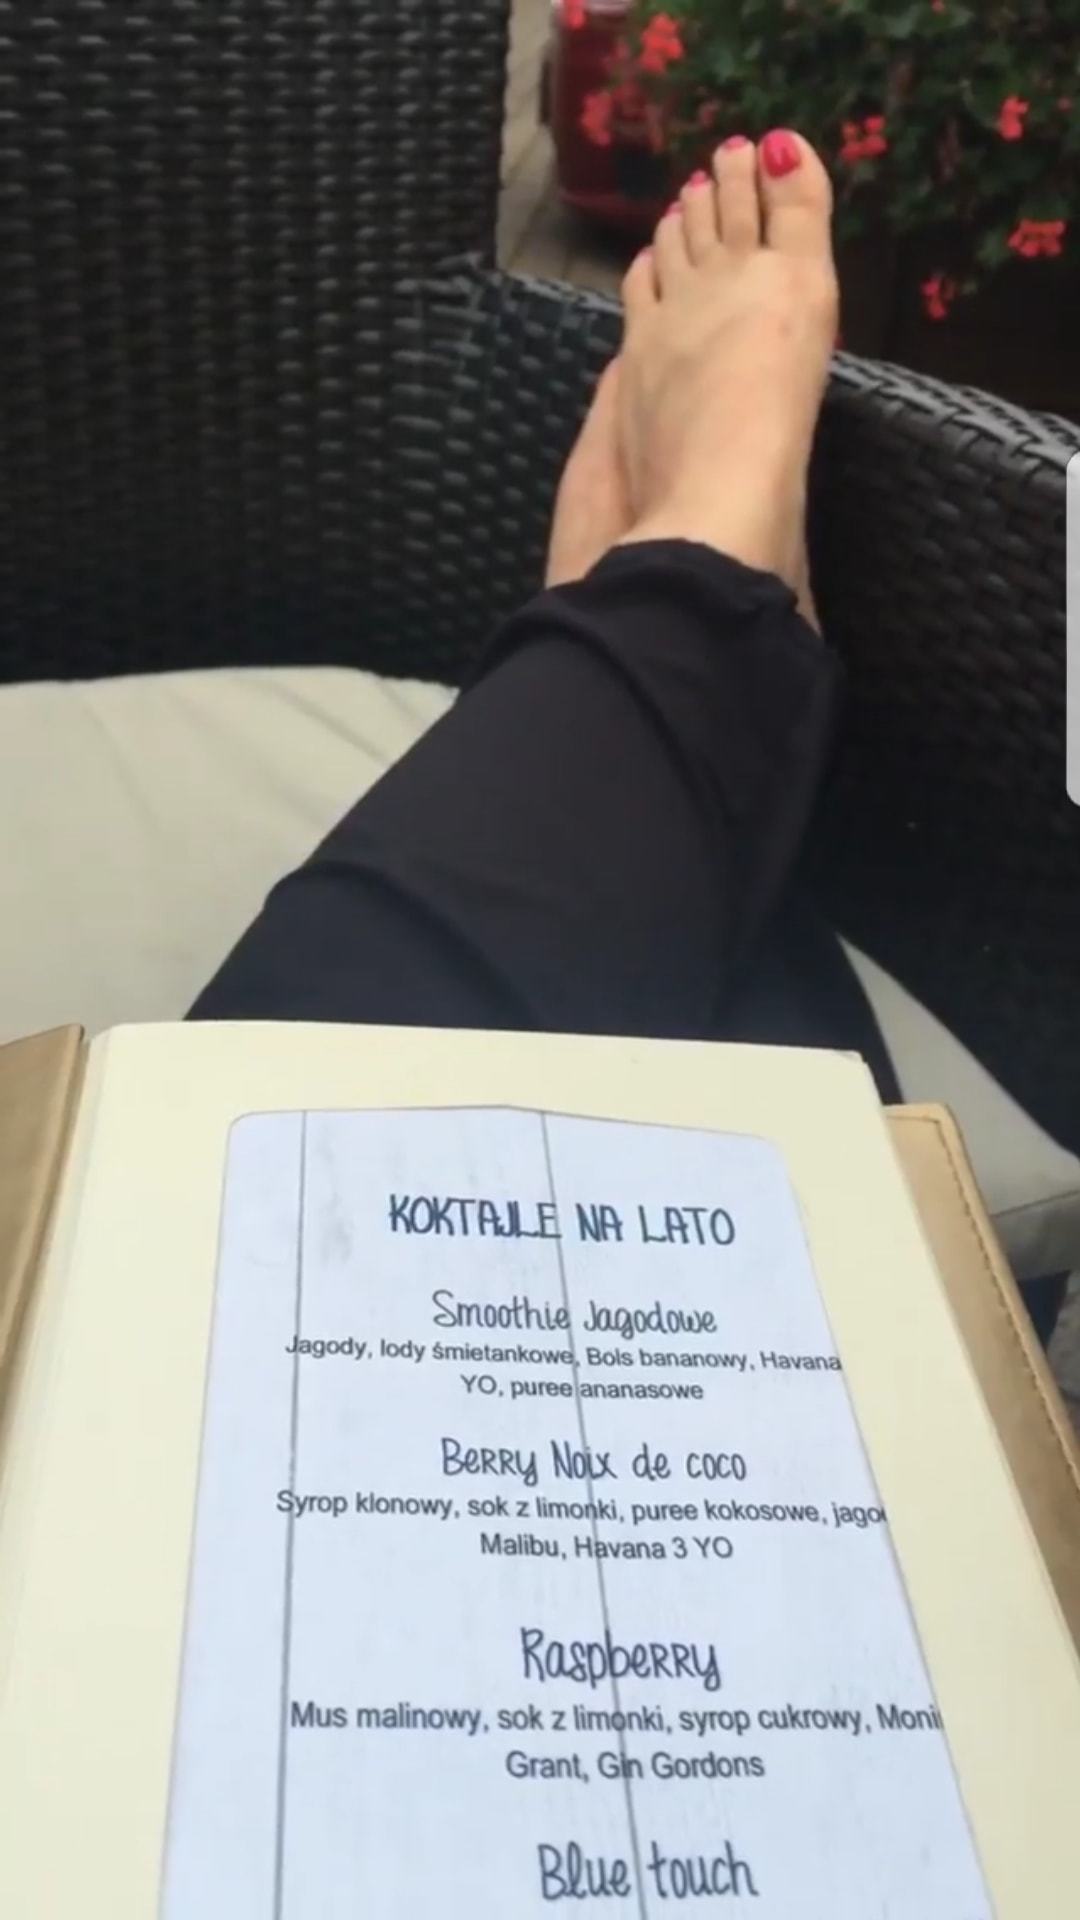 KOKTAJLE NA LATO
Smoothie Jagodowe
Jagody, lody śmietankowe, Bols bananowy, Havana
YO, puree ananasowe
Berry Noix de coco
Syrop klonowy, sok z limonki, puree kokosowe,
Malibu, Havana 3 YO
Raspberry
Mus malinowy, sok z limonki, syrop cukrowy,
Grant, Gin Gordons
Blue touch